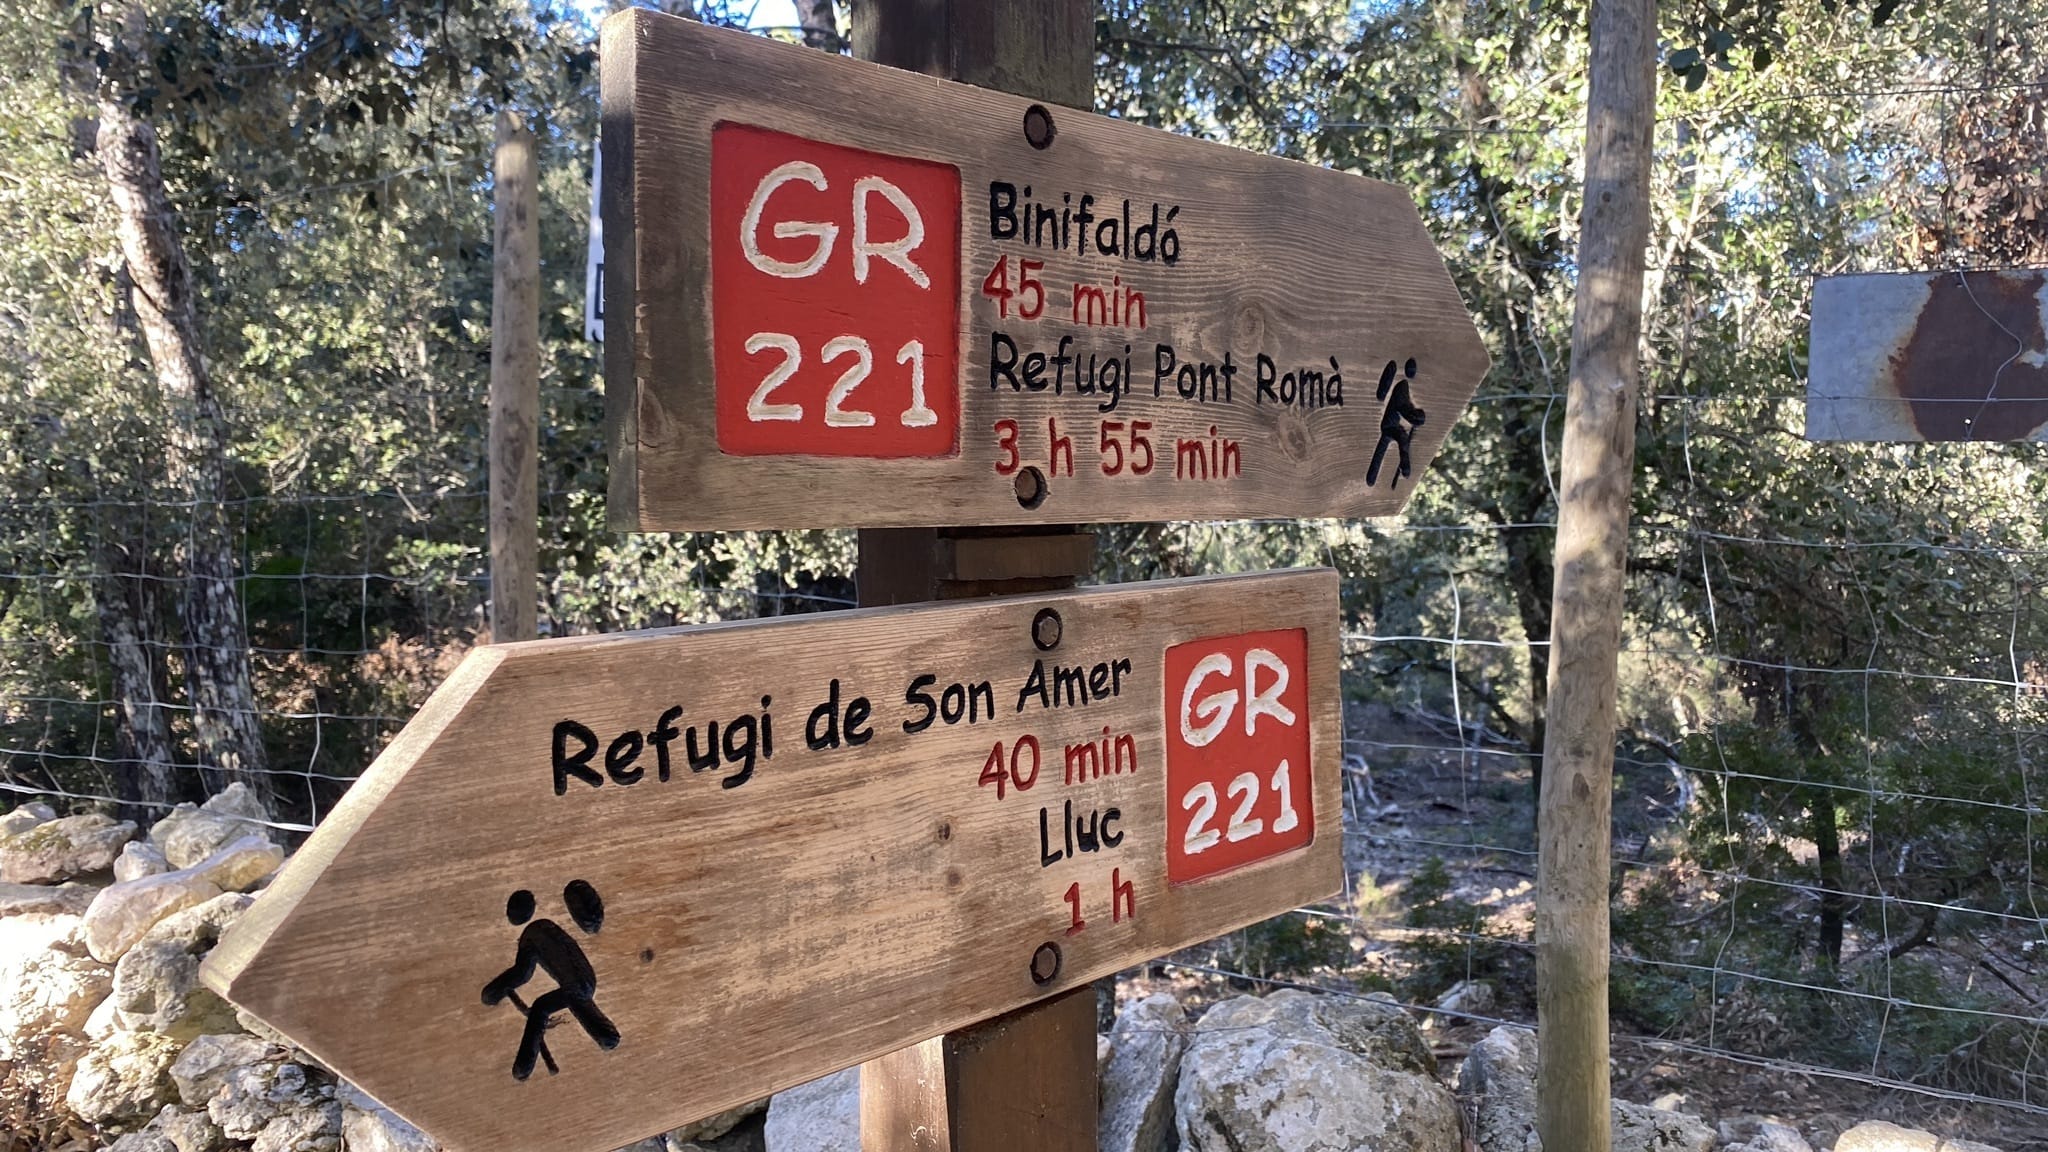 GR
221
Binifaldó
45 min
Refugi Pont Romà
3 h 55 min
Refugi de Son Amer
40 min
Lluc
1 h
GR
221